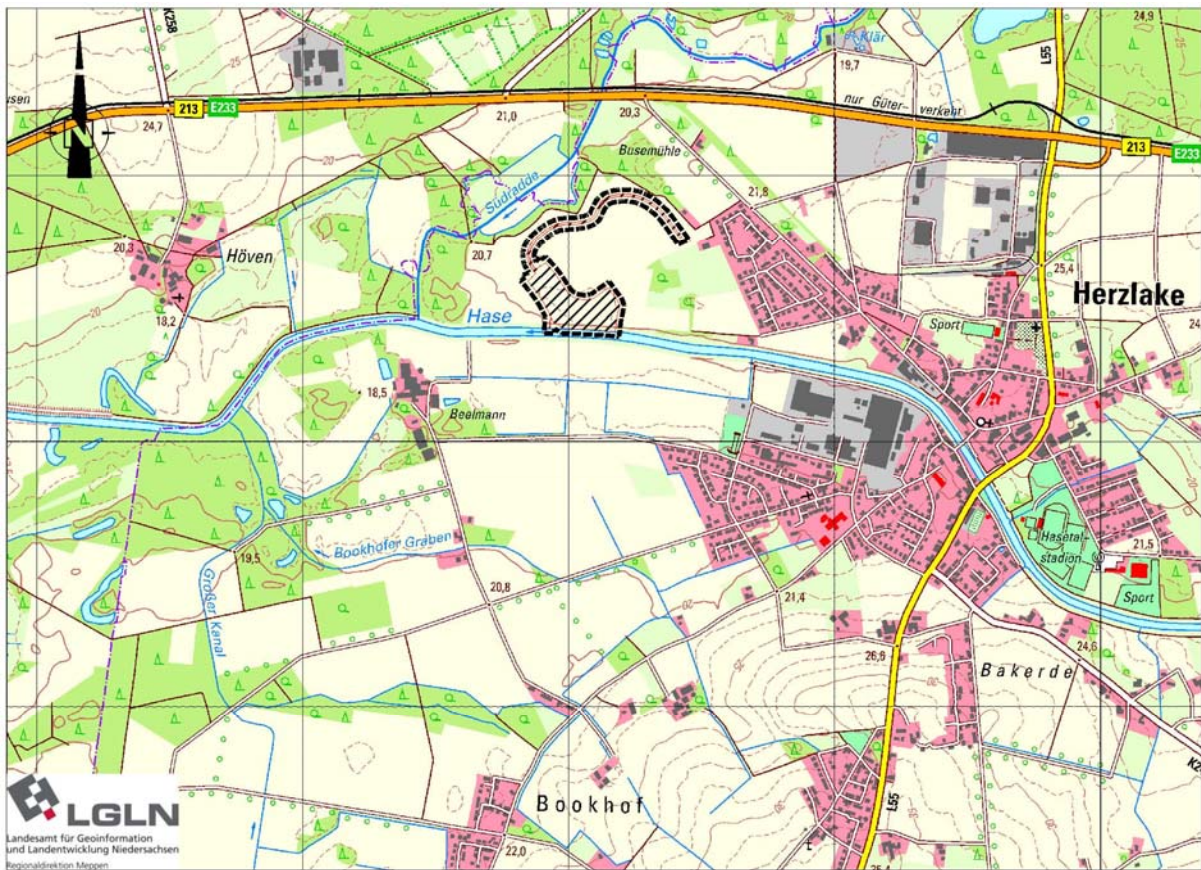 K258
L55
24,9
Klär
19,7
usen
213
E233
24,7
21,0
20,3
nur Güter-verkehr
213
E233
Busemühle
21,8
Südradde
20,3
Höven
20,7
25,4
Herzlake
18,2
Hase
Sport
18,5
Beelmann
19,5
Bookhofer Graben
Hasetal-
stadion
21,5
Sport
Großer Kanal
20,8
21,4
26,6
24,6
Bakerde
Bookhof
L55
22,0
LGLN
Landesamt für Geoinformation
und Landentwicklung Niedersachsen
Regionaldirektion Meppen